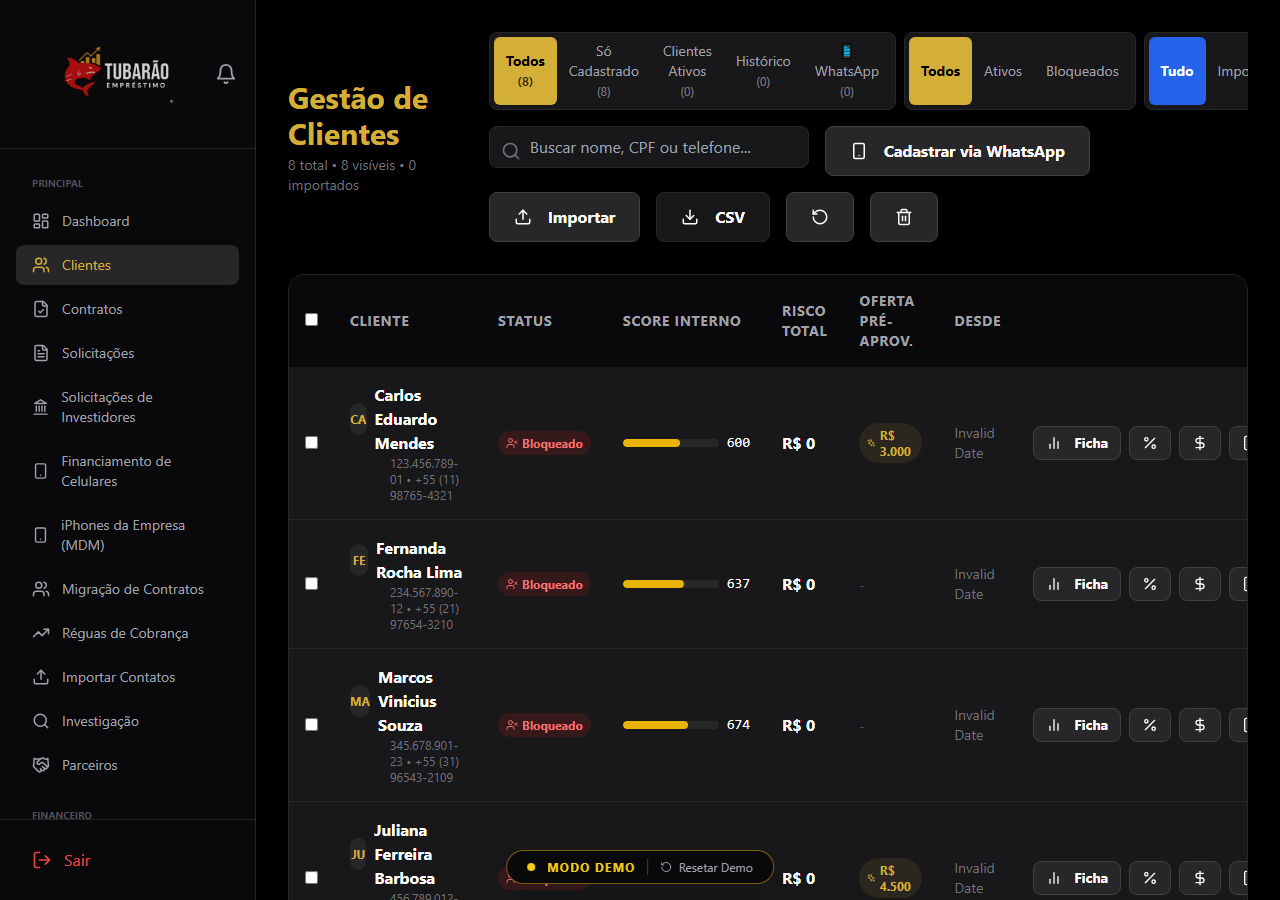 TUBARÃO
EMPRÉSTIMO
PRINCIPAL
Dashboard
Clientes
Contratos
Solicitações
Solicitações de
Investidores
Financiamento de
Celulares
iPhones da Empresa
(MDM)
Migração de Contratos
Réguas de Cobrança
Importar Contatos
Investigação
Parceiros
FINANCEIRO
Sair
Gestão de
Clientes
8 total • 8 visíveis • 0
importados
Todos
(8)
Só
Cadastrado
(8)
Clientes
Ativos
(0)
Histórico
(0)
WhatsApp
(0)
Todos
Ativos
Bloqueados
Tudo
Impo
Buscar nome, CPF ou telefone...
Cadastrar via WhatsApp
Importar
CSV
CLIENTE
STATUS
SCORE INTERNO
RISCO
TOTAL
OFERTA
PRÉ-
APROV.
DESDE
CA
Carlos
Eduardo
Mendes
123.456.789-
01 • +55 (11)
98765-4321
Bloqueado
600
R$ 0
R$
3.000
Invalid
Date
Ficha
FE
Fernanda
Rocha Lima
234.567.890-
12 • +55 (21)
97654-3210
Bloqueado
637
R$ 0
-
Invalid
Date
Ficha
MA
Marcos
Vinicius
Souza
345.678.901-
23 • +55 (31)
96543-2109
Bloqueado
674
R$ 0
-
Invalid
Date
Ficha
JU
Juliana
Ferreira
Barbosa
456.789.012-
R$ 0
R$
4.500
Invalid
Date
Ficha
MODO DEMO
Resetar Demo